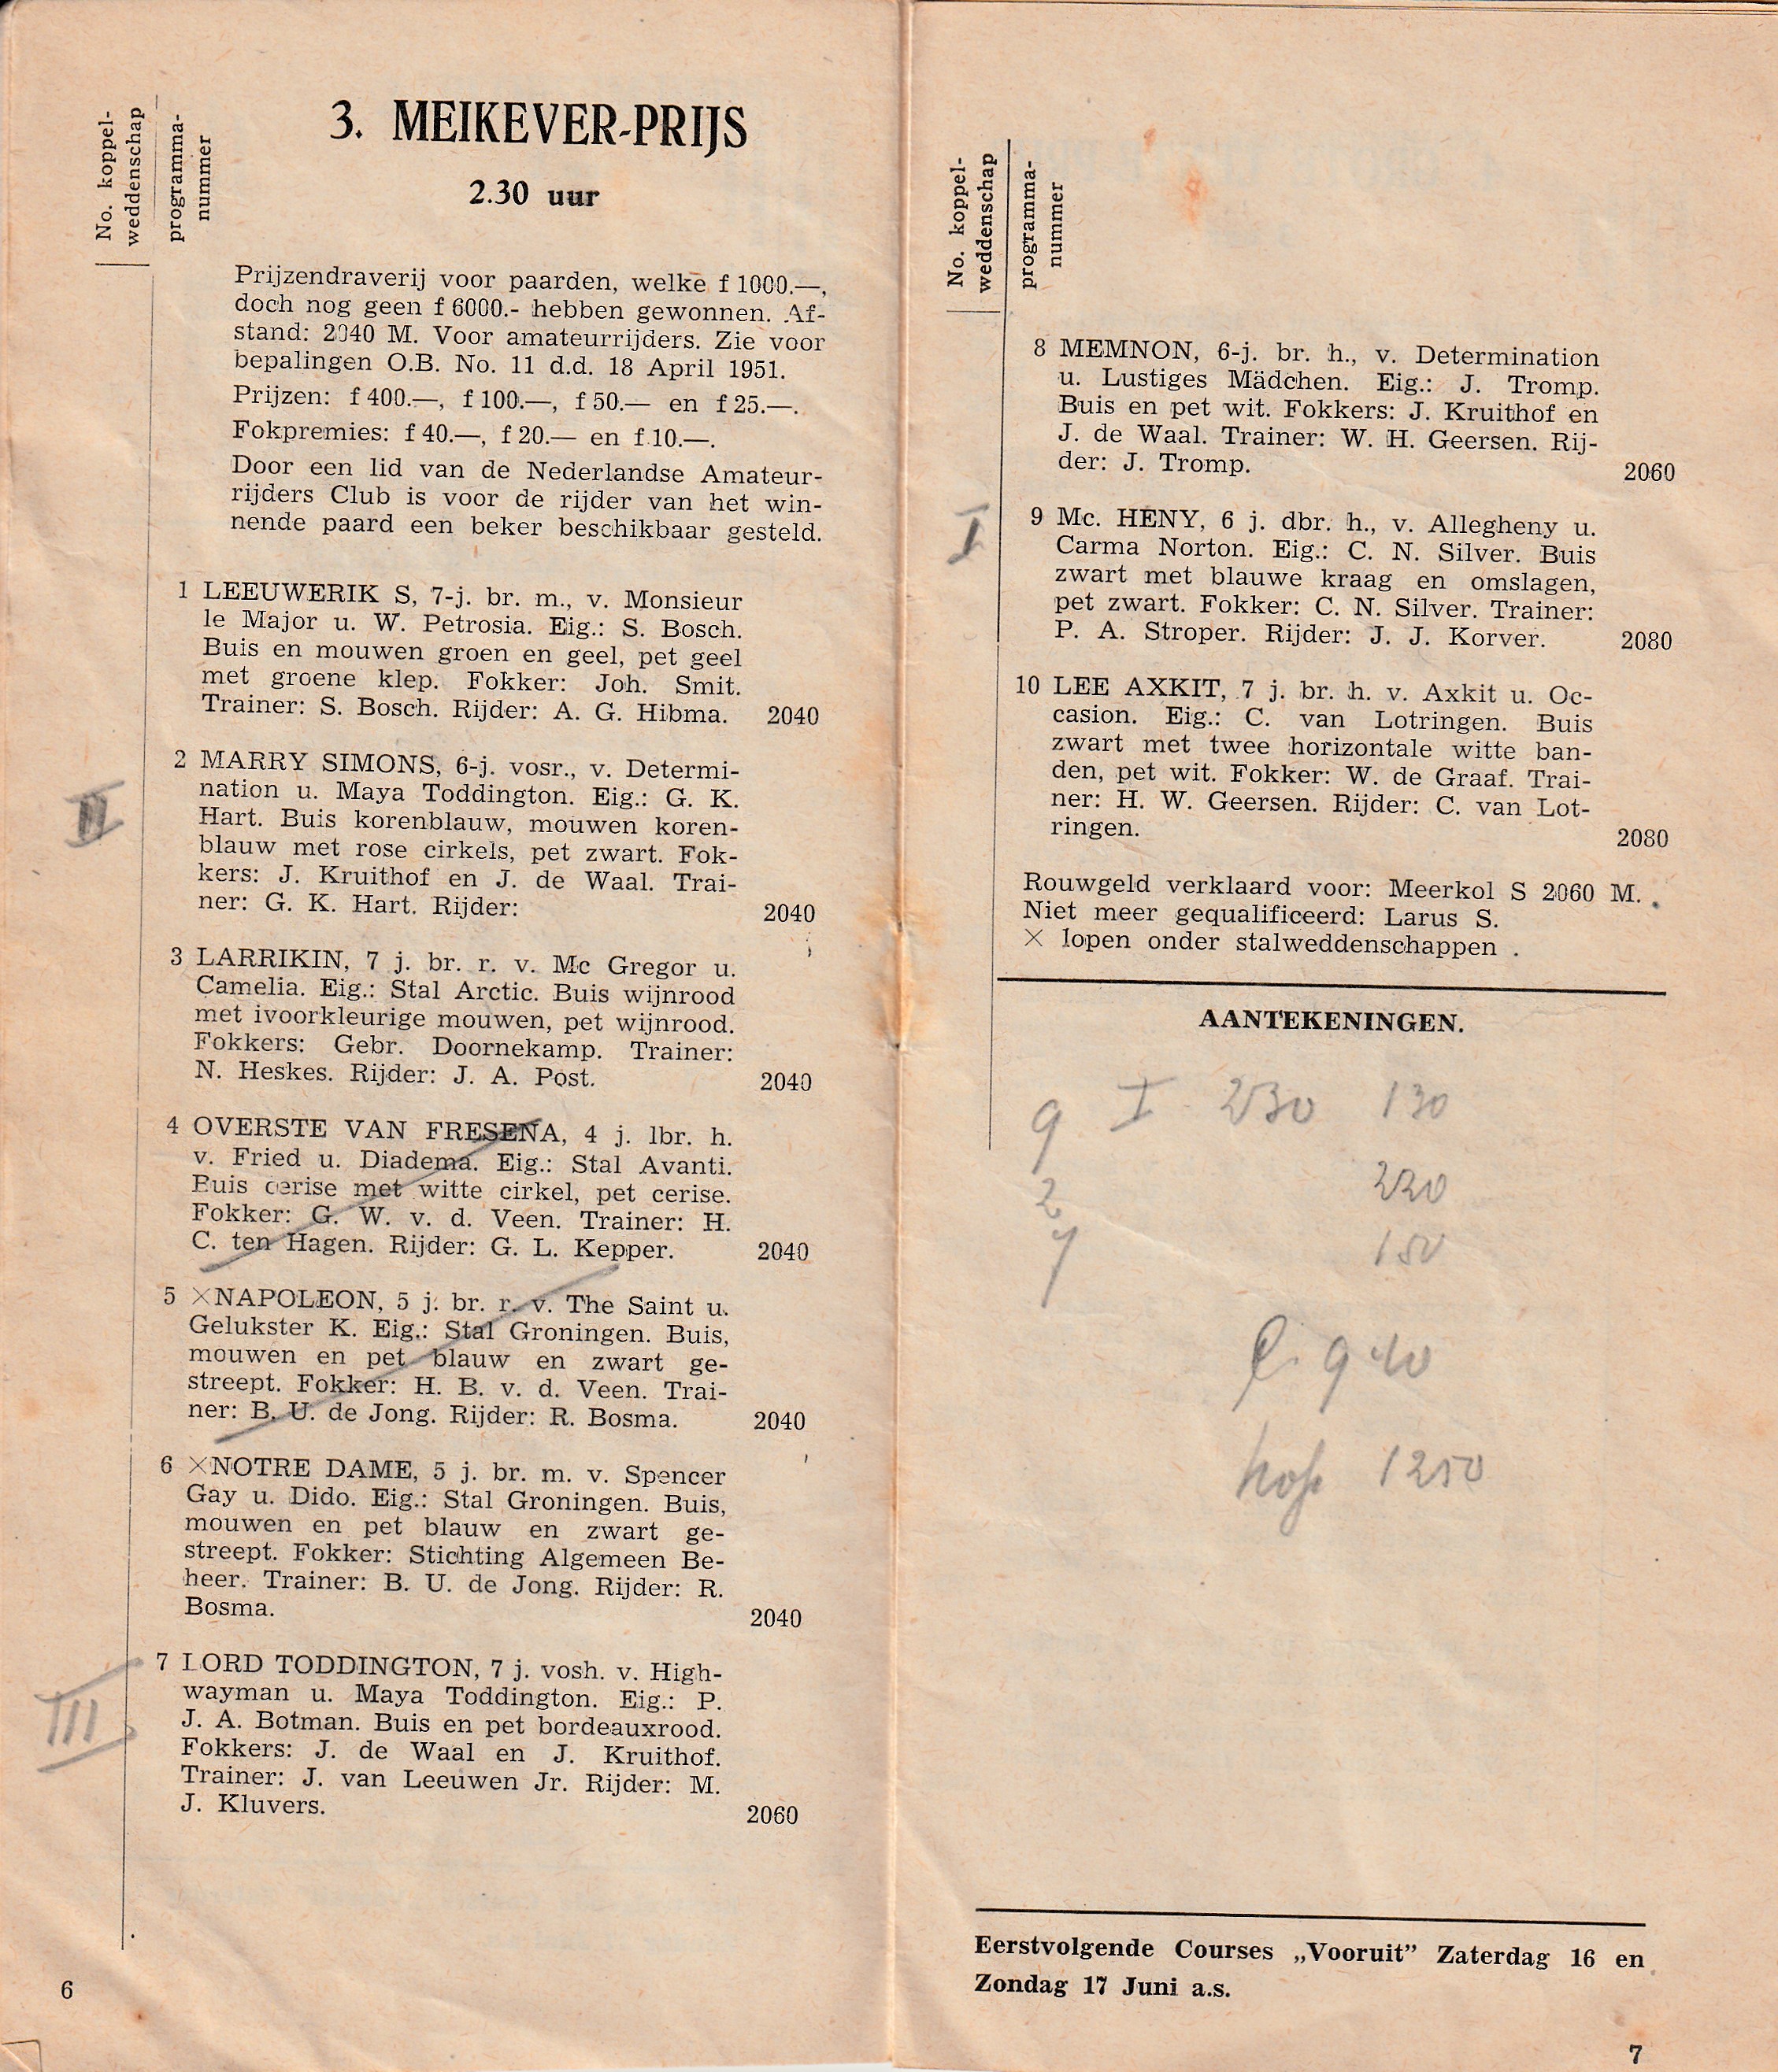 No. koppel-
weddenschap
programma-
nummer
3. MEIKEVER-PRIJS
2.30 uur
Prijzendraverij voor paarden, welke f 1000.—,
doch nog geen f 6000.- hebben gewonnen. Af-
stand: 2040 M. Voor amateurrijders. Zie voor
bepalingen O.B. No. 11 d.d. 18 April 1951.
Prijzen: f 400.—, f 100.—, f 50.— en f 25.—.
Fokpremies: f 40.—, f 20.— en f 10.—.
Door een lid van de Nederlandse Amateur-
rijders Club is voor de rijder van het win-
nende paard een beker beschikbaar gesteld.
1 LEEUWERIK S, 7-j. br. m., v. Monsieur
le Major u. W. Petrosia. Eig.: S. Bosch.
Buis en mouwen groen en geel, pet geel
met groene klep. Fokker: Joh. Smit.
Trainer: S. Bosch. Rijder: A. G. Hibma. 2040
2 MARRY SIMONS, 6-j. vosr., v. Determi-
nation u. Maya Toddington. Eig.: G. K.
II
Hart. Buis korenblauw, mouwen koren-
blauw met rose cirkels, pet zwart. Fok-
kers: J. Kruithof en J. de Waal. Trai-
ner: G. K. Hart. Rijder: 2040
3 LARRIKIN, 7 j. br. r. v. Mc Gregor u.
Camelia. Eig.: Stal Arctic. Buis wijnrood
met ivoorkleurige mouwen, pet wijnrood.
Fokkers: Gebr. Doornekamp. Trainer:
N. Heskes. Rijder: J. A. Post. 2040
4 OVERSTE VAN FRESENA, 4 j. lbr. h.
v. Fried u. Diadema. Eig.: Stal Avanti.
Buis cerise met witte cirkel, pet cerise.
Fokker: G. W. v. d. Veen. Trainer: H.
C. ten Hagen. Rijder: G. L. Kepper. 2040
5 ×NAPOLEON, 5 j. br. r. v. The Saint u.
Gelukster K. Eig.: Stal Groningen. Buis,
mouwen en pet blauw en zwart ge-
streept. Fokker: H. B. v. d. Veen. Trai-
ner: B. U. de Jong. Rijder: R. Bosma. 2040
6 ×NOTRE DAME, 5 j. br. m. v. Spencer
Gay u. Dido. Eig.: Stal Groningen. Buis,
mouwen en pet blauw en zwart ge-
streept. Fokker: Stichting Algemeen Be-
heer. Trainer: B. U. de Jong. Rijder: R.
Bosma. 2040
7 LORD TODDINGTON, 7 j. vosh. v. High-
wayman u. Maya Toddington. Eig.: P.
III
J. A. Botman. Buis en pet bordeauxrood.
Fokkers: J. de Waal en J. Kruithof.
Trainer: J. van Leeuwen Jr. Rijder: M.
J. Kluvers. 2060
6
No. koppel-
weddenschap
programma-
nummer
8 MEMNON, 6-j. br. h., v. Determination
u. Lustiges Mädchen. Eig.: J. Tromp.
Buis en pet wit. Fokkers: J. Kruithof en
J. de Waal. Trainer: W. H. Geersen. Rij-
der: J. Tromp. 2060
I
9 Mc. HENY, 6 j. dbr. h., v. Allegheny u.
Carma Norton. Eig.: C. N. Silver. Buis
zwart met blauwe kraag en omslagen,
pet zwart. Fokker: C. N. Silver. Trainer:
P. A. Stroper. Rijder: J. J. Korver. 2080
10 LEE AXKIT, 7 j. br. h. v. Axkit u. Oc-
casion. Eig.: C. van Lotringen. Buis
zwart met twee horizontale witte ban-
den, pet wit. Fokker: W. de Graaf. Trai-
ner: H. W. Geersen. Rijder: C. van Lot-
ringen. 2080
Rouwgeld verklaard voor: Meerkol S 2060 M.
Niet meer gequalificeerd: Larus S.
× lopen onder stalweddenschappen .
AANTEKENINGEN.
9 I 230 130
2 220
7 150
940
1250
Eerstvolgende Courses „Vooruit” Zaterdag 16 en
Zondag 17 Juni a.s.
7